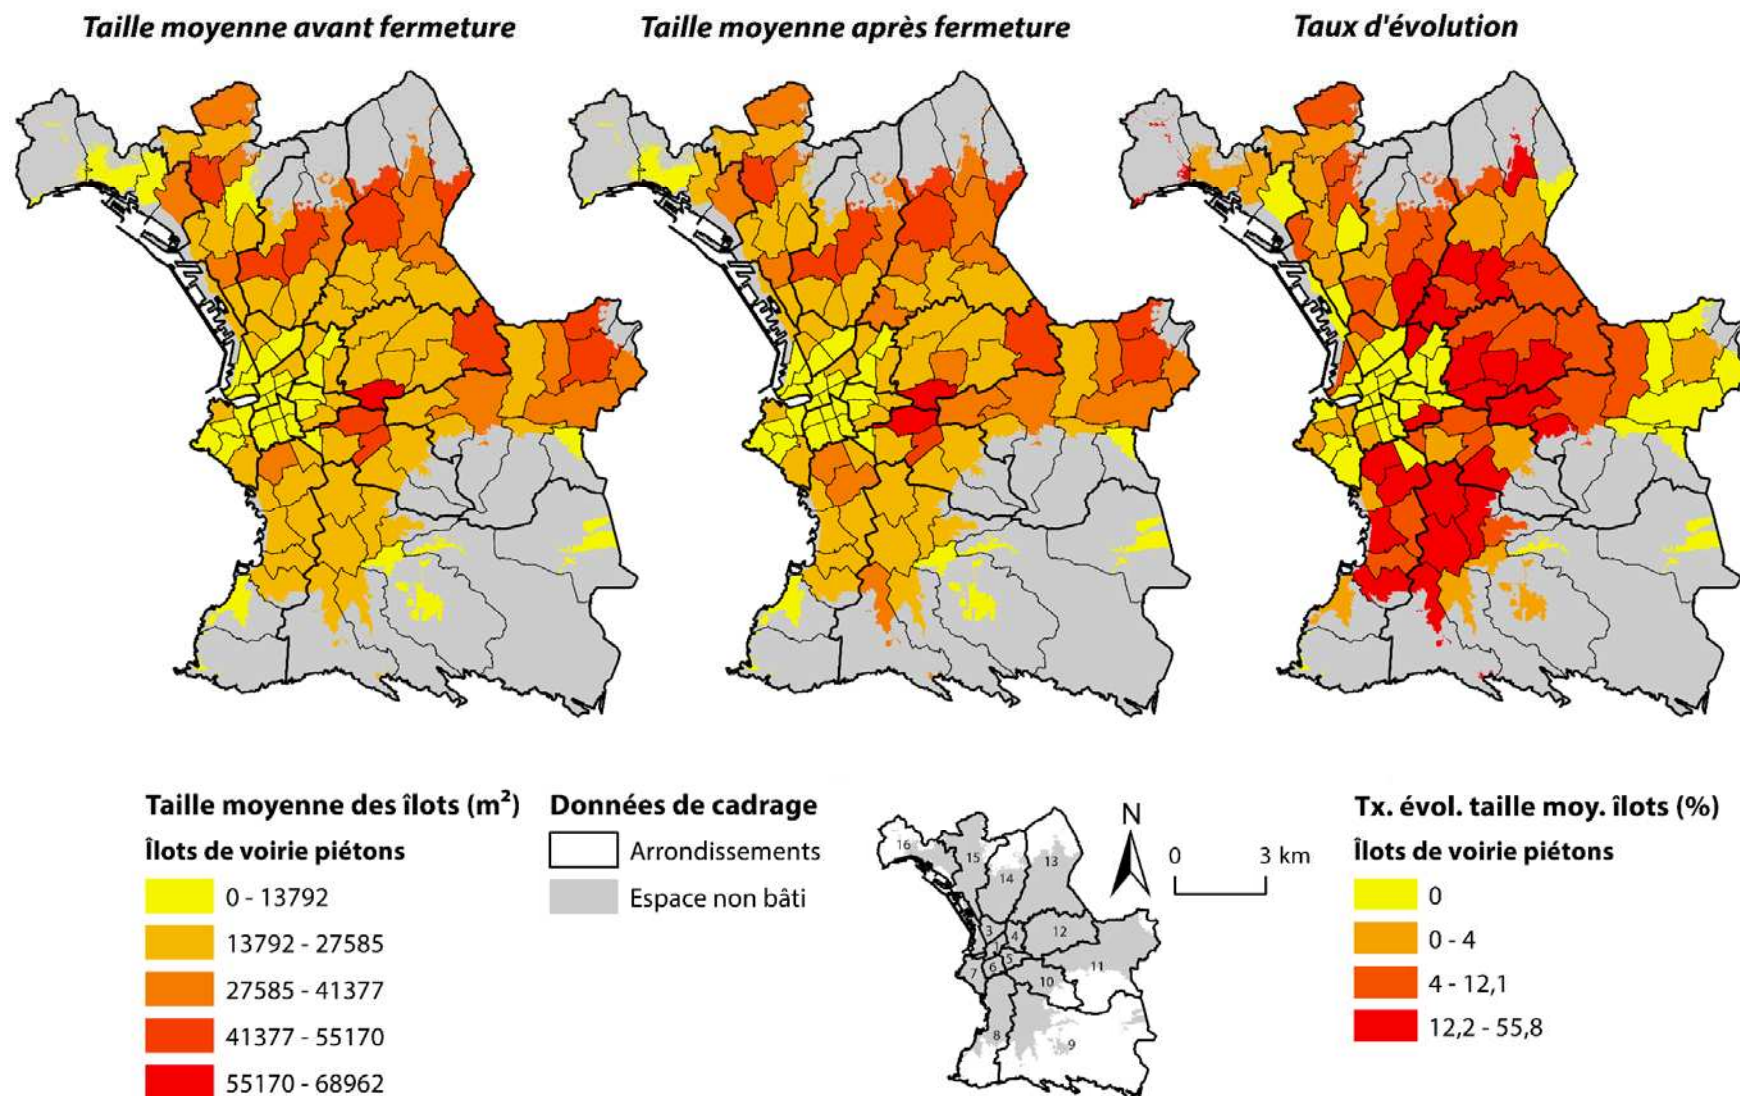 Taille moyenne avant fermeture
Taille moyenne après fermeture
Taux d'évolution
Taille moyenne des îlots (m²)
Îlots de voirie piétons
0 - 13792
13792 - 27585
27585 - 41377
41377 - 55170
55170 - 68962
Données de cadrage
Arrondissements
Espace non bâti
16
15
14
13
3
4
12
1
5
11
7
6
10
8
9
N
0 3 km
Tx. évol. taille moy. îlots (%)
Îlots de voirie piétons
0
0 - 4
4 - 12,1
12,2 - 55,8